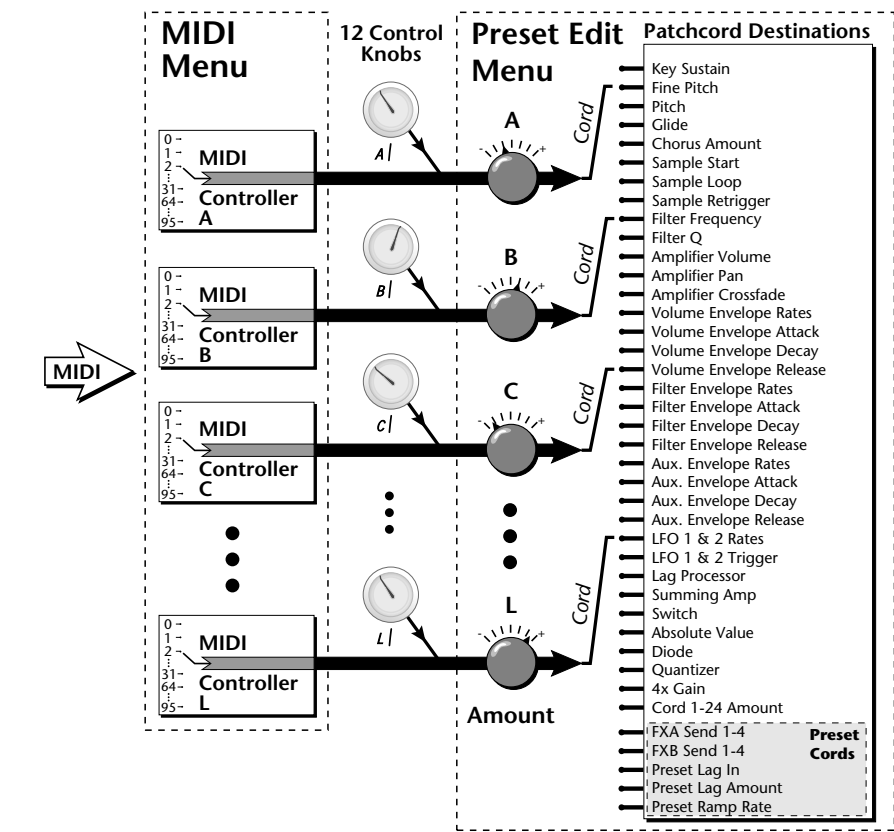 MIDI
Menu
12 Control
Knobs
Preset Edit
Menu
Patchcord Destinations
MIDI
0
1
2
31
64
95
MIDI
Controller
A
A
A
- +
Cord
0
1
2
31
64
95
MIDI
Controller
B
B
B
- +
Cord
0
1
2
31
64
95
MIDI
Controller
C
C
C
- +
Cord
0
1
2
31
64
95
MIDI
Controller
L
L
L
- +
Cord
Amount
Key Sustain
Fine Pitch
Pitch
Glide
Chorus Amount
Sample Start
Sample Loop
Sample Retrigger
Filter Frequency
Filter Q
Amplifier Volume
Amplifier Pan
Amplifier Crossfade
Volume Envelope Rates
Volume Envelope Attack
Volume Envelope Decay
Volume Envelope Release
Filter Envelope Rates
Filter Envelope Attack
Filter Envelope Decay
Filter Envelope Release
Aux. Envelope Rates
Aux. Envelope Attack
Aux. Envelope Decay
Aux. Envelope Release
LFO 1 & 2 Rates
LFO 1 & 2 Trigger
Lag Processor
Summing Amp
Switch
Absolute Value
Diode
Quantizer
4x Gain
Cord 1-24 Amount
FXA Send 1-4
FXB Send 1-4
Preset Lag In
Preset Lag Amount
Preset Ramp Rate
Preset
Cords